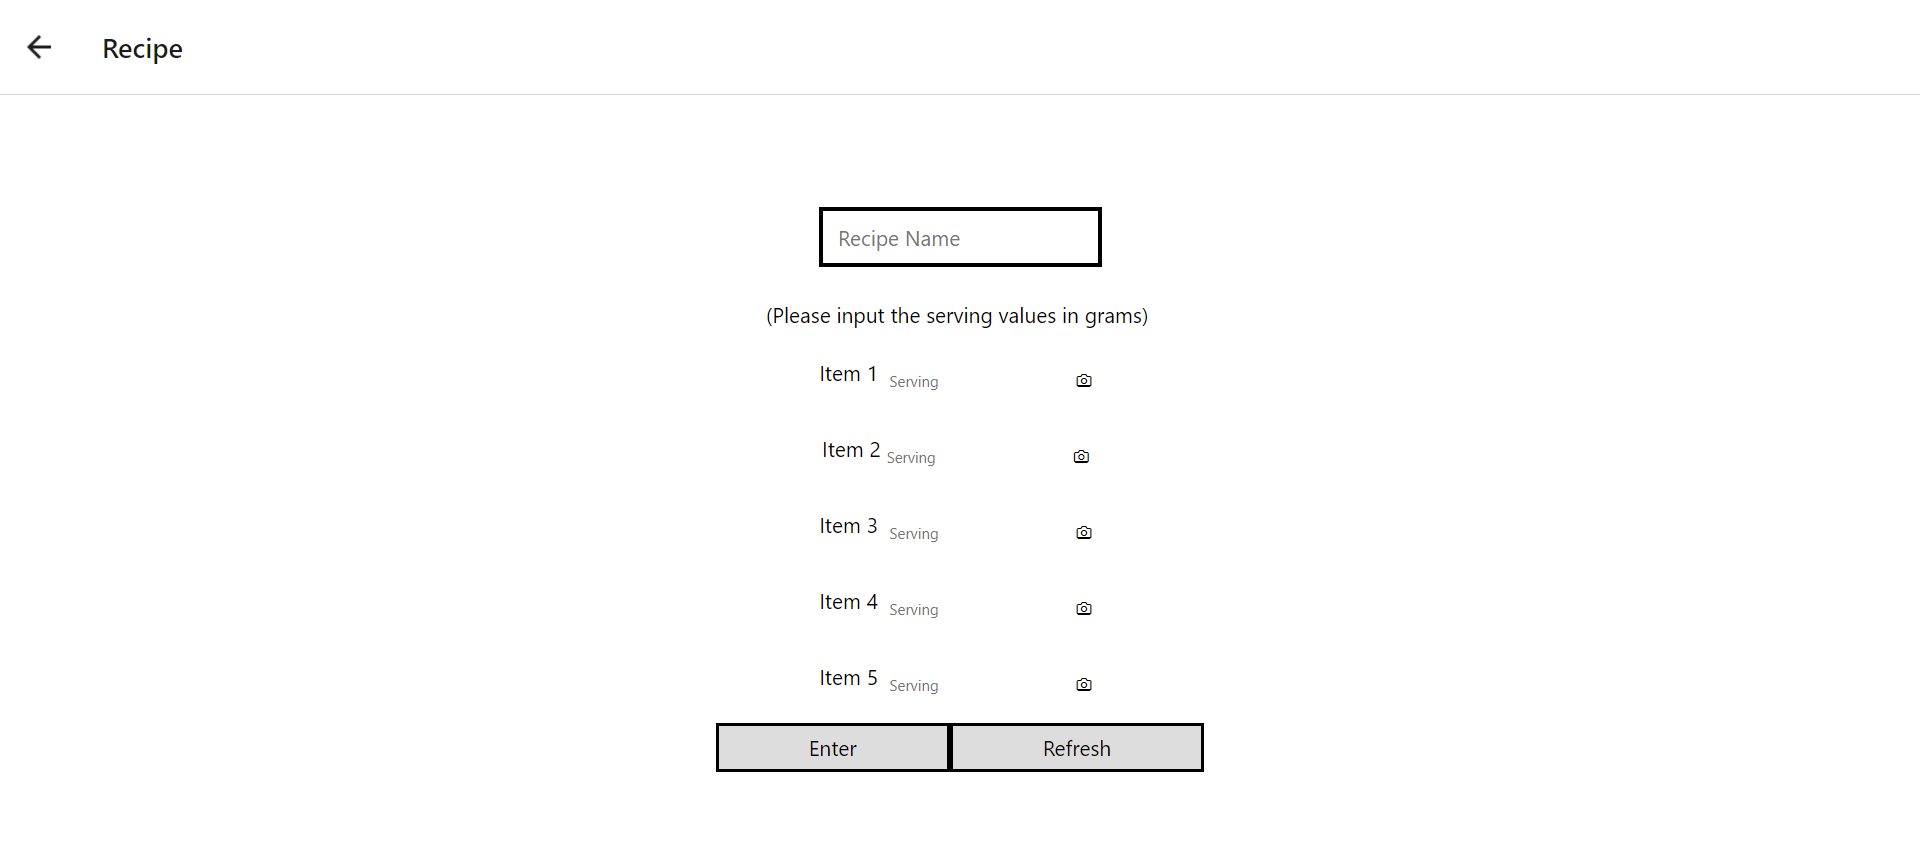 Recipe
Recipe Name
(Please input the serving values in grams)
Item 1 Serving
Item 2 Serving
Item 3 Serving
Item 4 Serving
Item 5 Serving
Enter Refresh